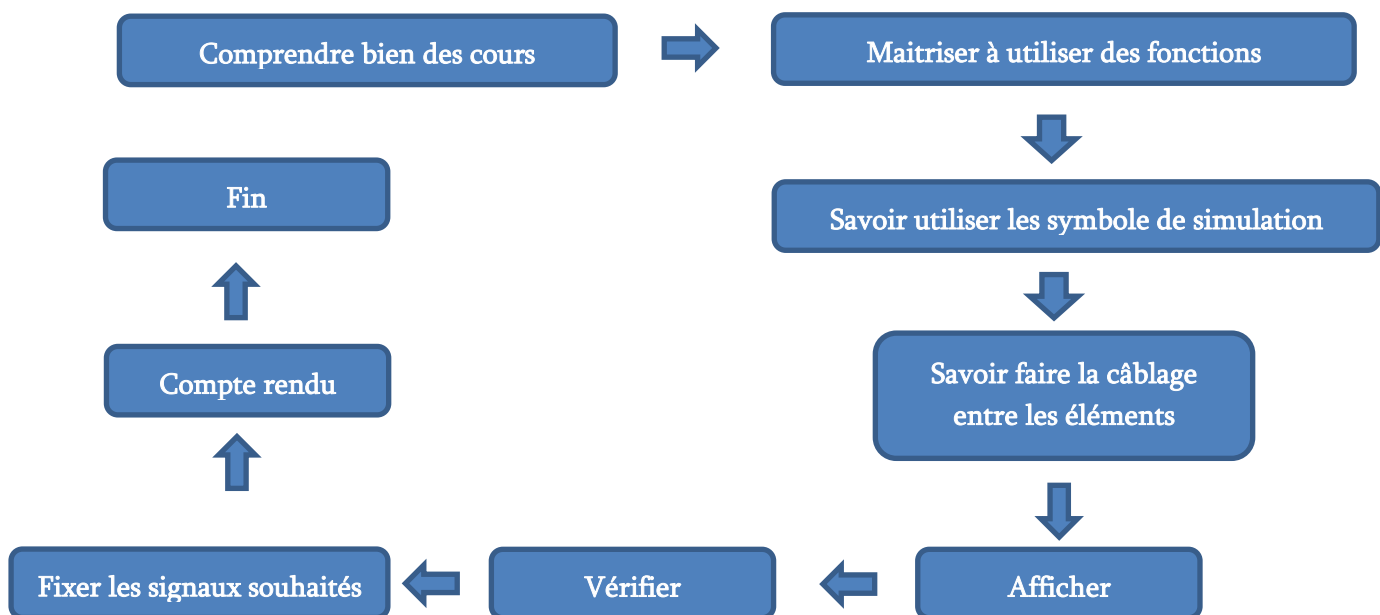 Comprendre bien des cours
Maitriser à utiliser des fonctions
Savoir utiliser les symbole de simulation
Savoir faire la câblage
entre les éléments
Afficher
Vérifier
Fixer les signaux souhaités
Compte rendu
Fin